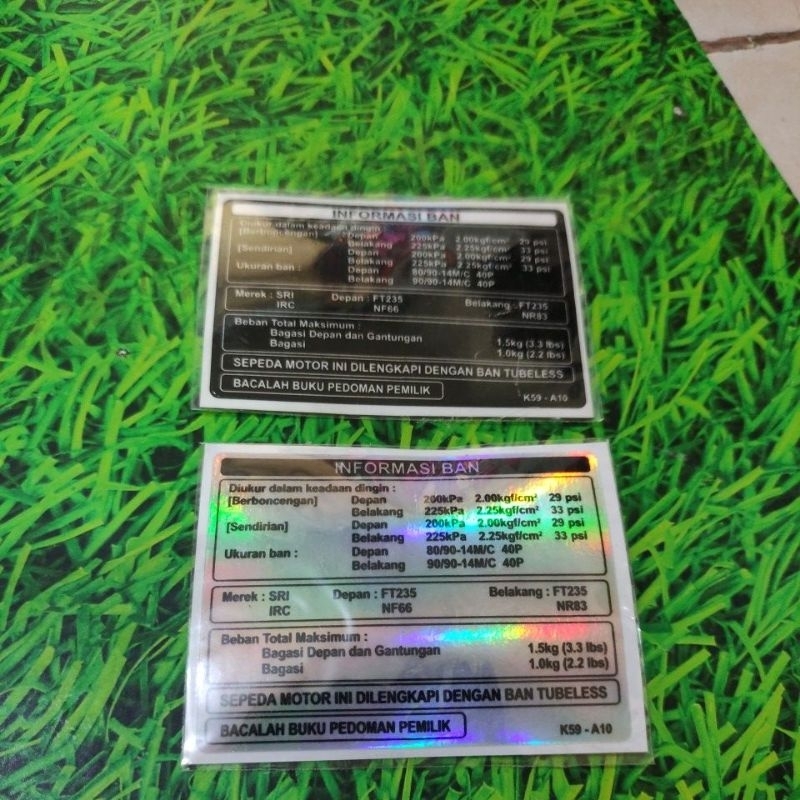 INFORMASI BAN
Diukur dalam keadaan dingin
[Berboncengan] Depan 200kPa 2.00kgf/cm² 29 psi
Belakang 225kPa 2.25kgf/cm² 33 psi
[Sendirian] Depan 200kPa 2.00kgf/cm² 29 psi
Belakang 225kPa 2.25kgf/cm² 33 psi
Ukuran ban : Depan 80/90-14M/C 40P
Belakang 90/90-14M/C 40P
Merek : SRI Depan : FT235 Belakang : FT235
IRC NF66 NR83
Beban Total Maksimum :
Bagasi Depan dan Gantungan 1.5kg (3.3 lbs)
Bagasi 1.0kg (2.2 lbs)
SEPEDA MOTOR INI DILENGKAPI DENGAN BAN TUBELESS
BACALAH BUKU PEDOMAN PEMILIK K59 - A10
INFORMASI BAN
Diukur dalam keadaan dingin :
[Berboncengan] Depan 200kPa 2.00kgf/cm² 29 psi
Belakang 225kPa 2.25kgf/cm² 33 psi
[Sendirian] Depan 200kPa 2.00kgf/cm² 29 psi
Belakang 225kPa 2.25kgf/cm² 33 psi
Ukuran ban : Depan 80/90-14M/C 40P
Belakang 90/90-14M/C 40P
Merek : SRI Depan : FT235 Belakang : FT235
IRC NF66 NR83
Beban Total Maksimum :
Bagasi Depan dan Gantungan 1.5kg (3.3 lbs)
Bagasi 1.0kg (2.2 lbs)
SEPEDA MOTOR INI DILENGKAPI DENGAN BAN TUBELESS
BACALAH BUKU PEDOMAN PEMILIK K59 - A10